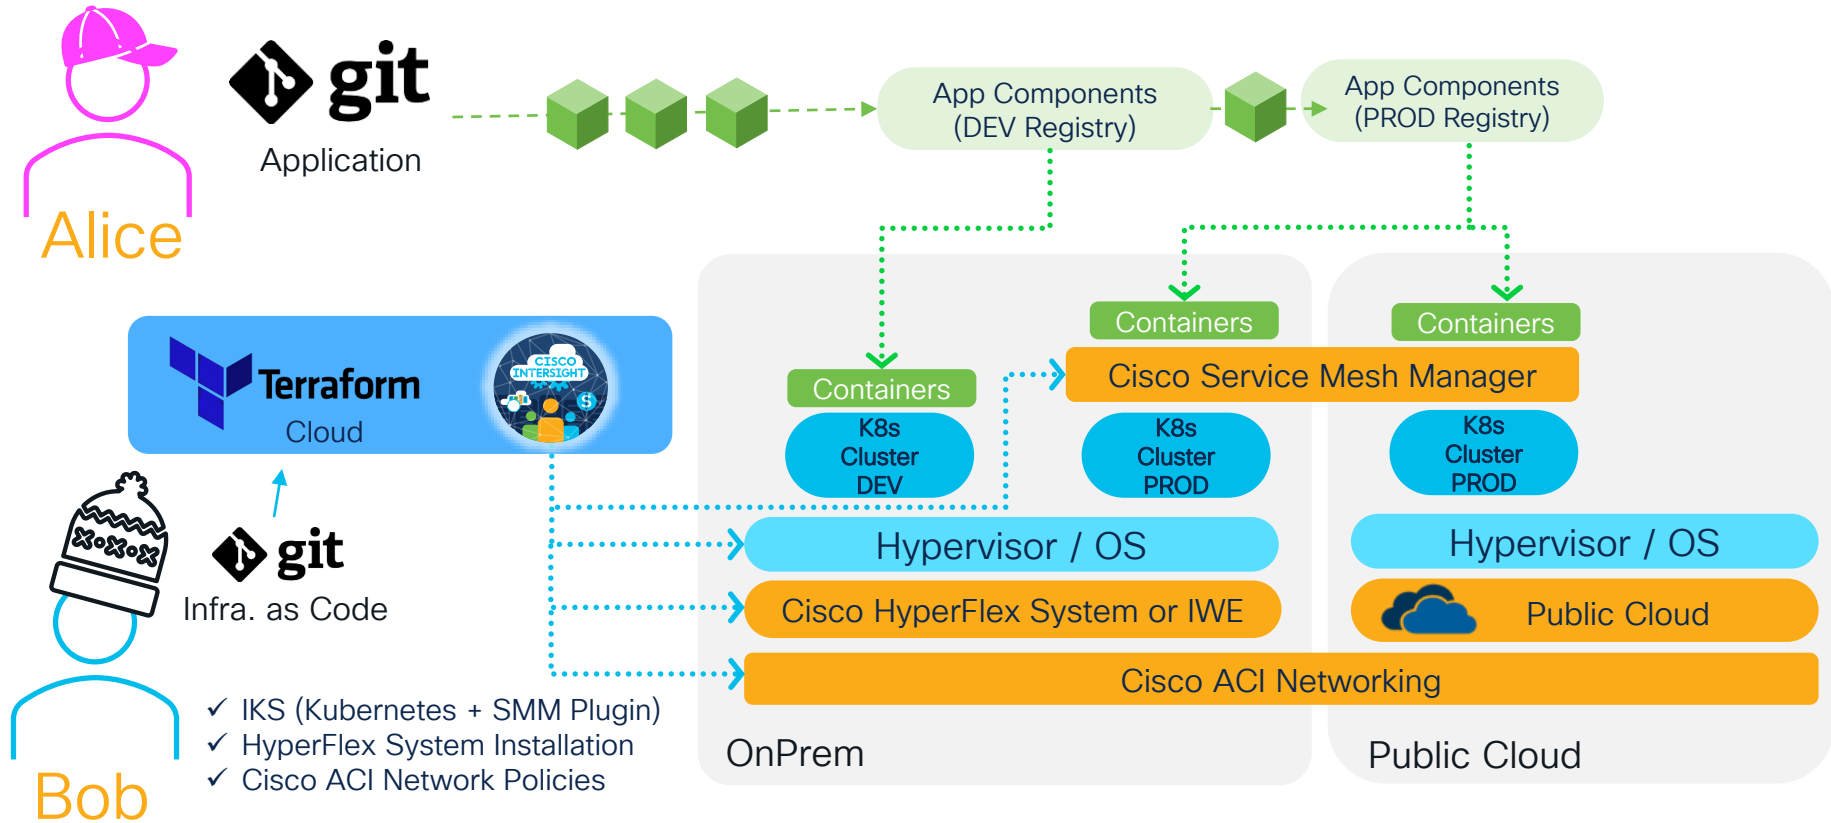 git
Application
Alice
App Components
(DEV Registry)
App Components
(PROD Registry)
Terraform
Cloud
CISCO
INTERSIGHT
$
git
Infra. as Code
Bob
✓ IKS (Kubernetes + SMM Plugin)
✓ HyperFlex System Installation
✓ Cisco ACI Network Policies
Containers
Containers
Containers
Cisco Service Mesh Manager
K8s
Cluster
DEV
K8s
Cluster
PROD
K8s
Cluster
PROD
Hypervisor / OS
Hypervisor / OS
Cisco HyperFlex System or IWE
Public Cloud
Cisco ACI Networking
OnPrem
Public Cloud